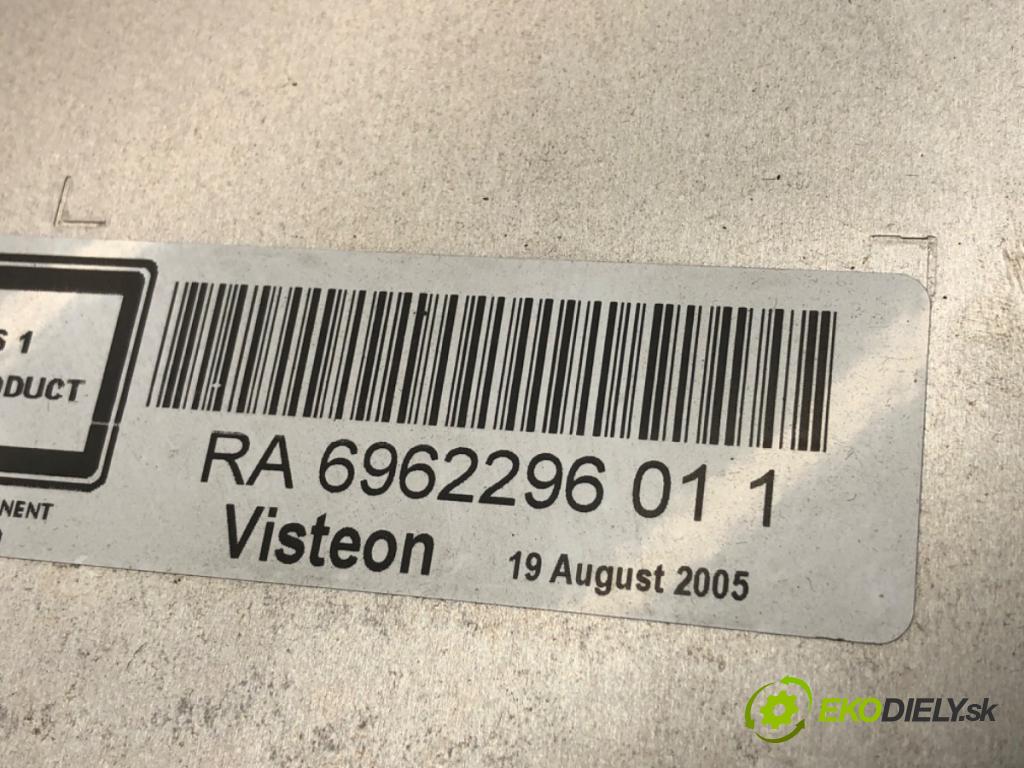 S 1
ODUCT
RA 6962296 01 1
NENT
Visteon
19 August 2005
EKODIELY.sk